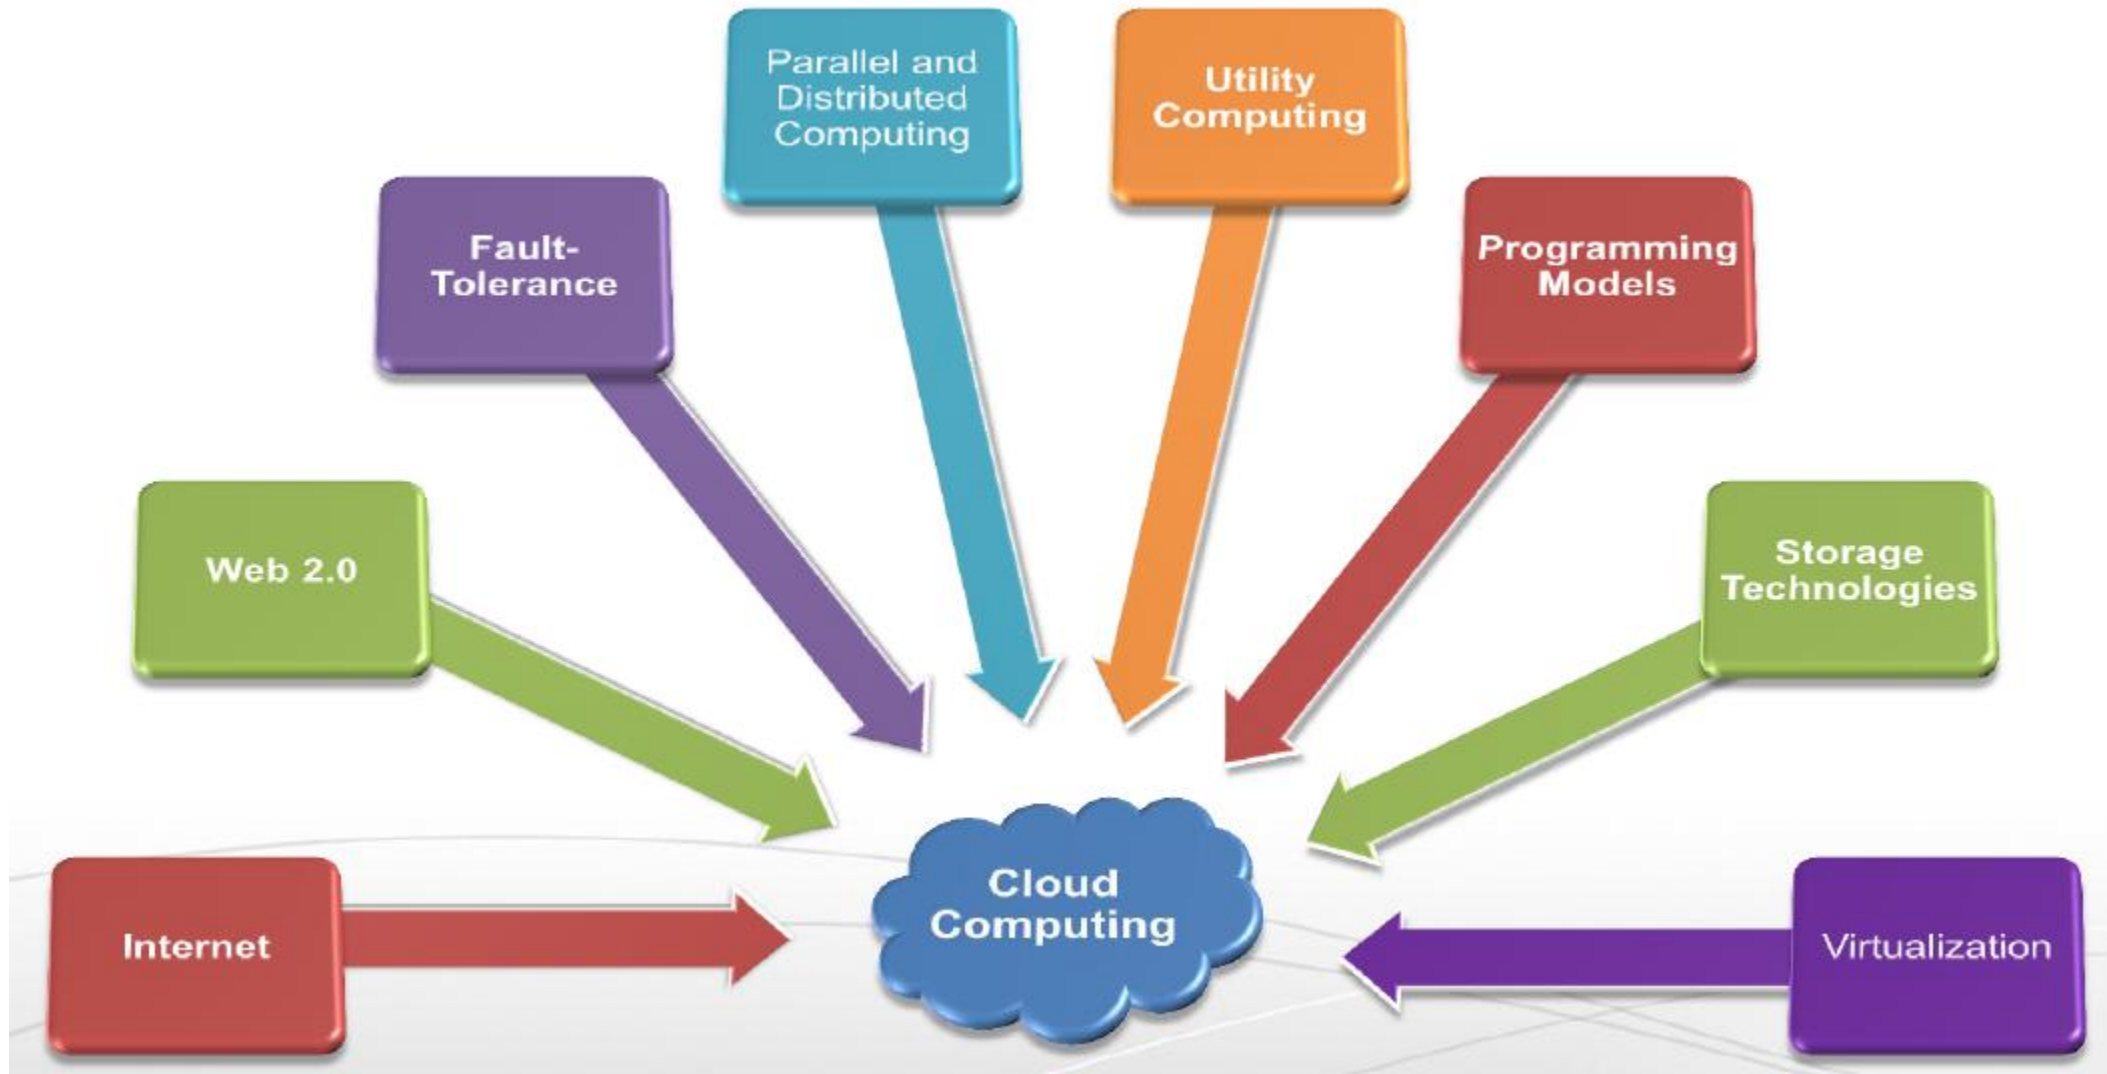 Parallel and
Distributed
Computing
Utility
Computing
Fault-
Tolerance
Programming
Models
Web 2.0
Storage
Technologies
Cloud
Computing
Internet
Virtualization